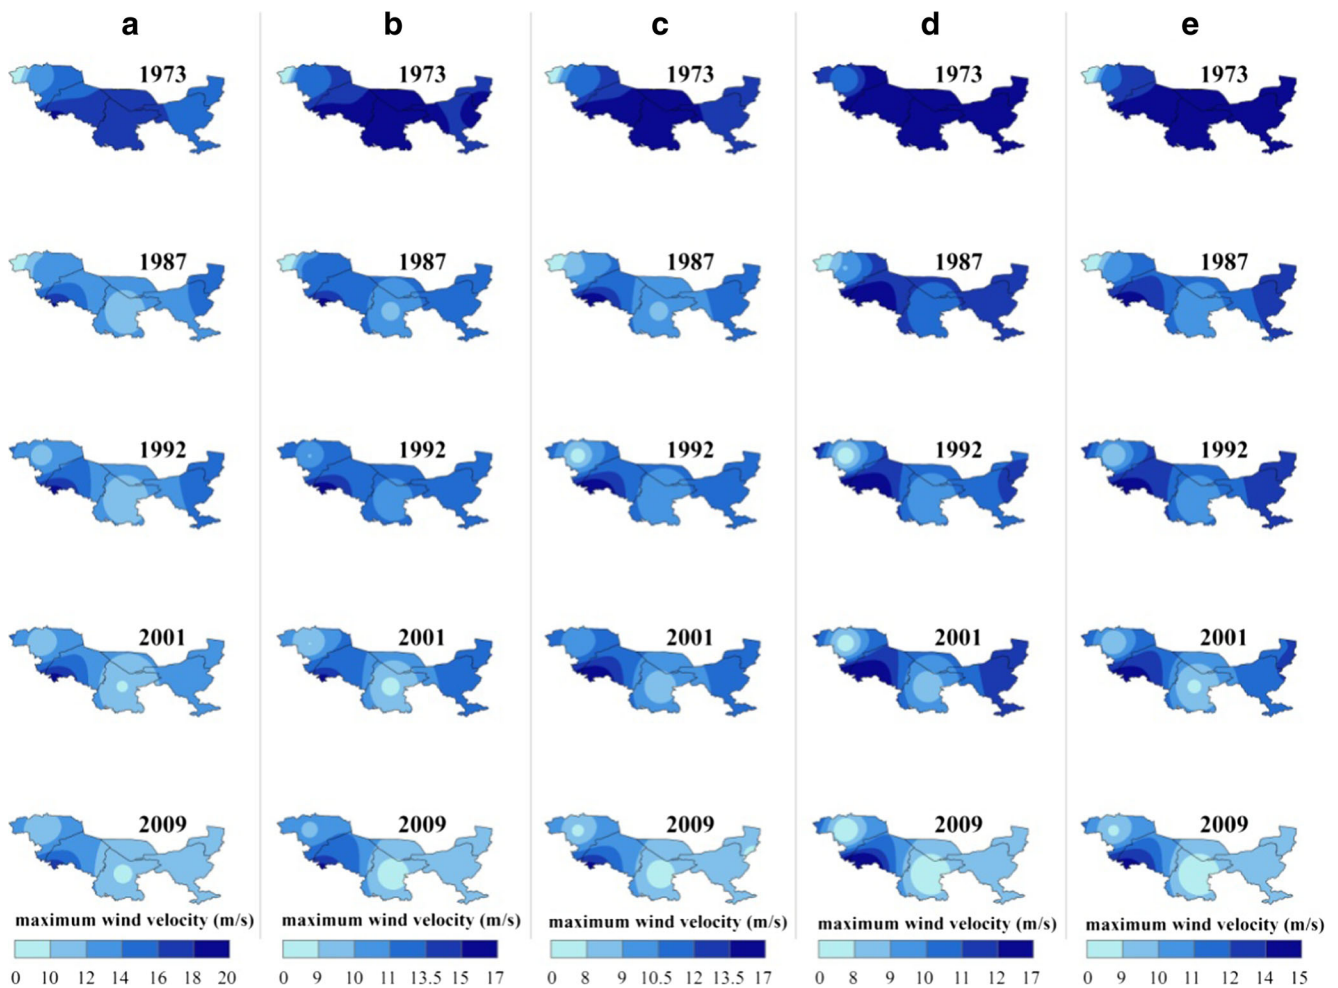 a b c d e
1973 1973 1973 1973 1973
1987 1987 1987 1987 1987
1992 1992 1992 1992 1992
2001 2001 2001 2001 2001
2009 2009 2009 2009 2009
maximum wind velocity (m/s) maximum wind velocity (m/s) maximum wind velocity (m/s) maximum wind velocity (m/s) maximum wind velocity (m/s)
0 10 12 14 16 18 20 0 9 10 11 13.5 15 17 0 8 9 10.5 12 13.5 17 0 8 9 10 11 12 17 0 9 10 11 12 14 15